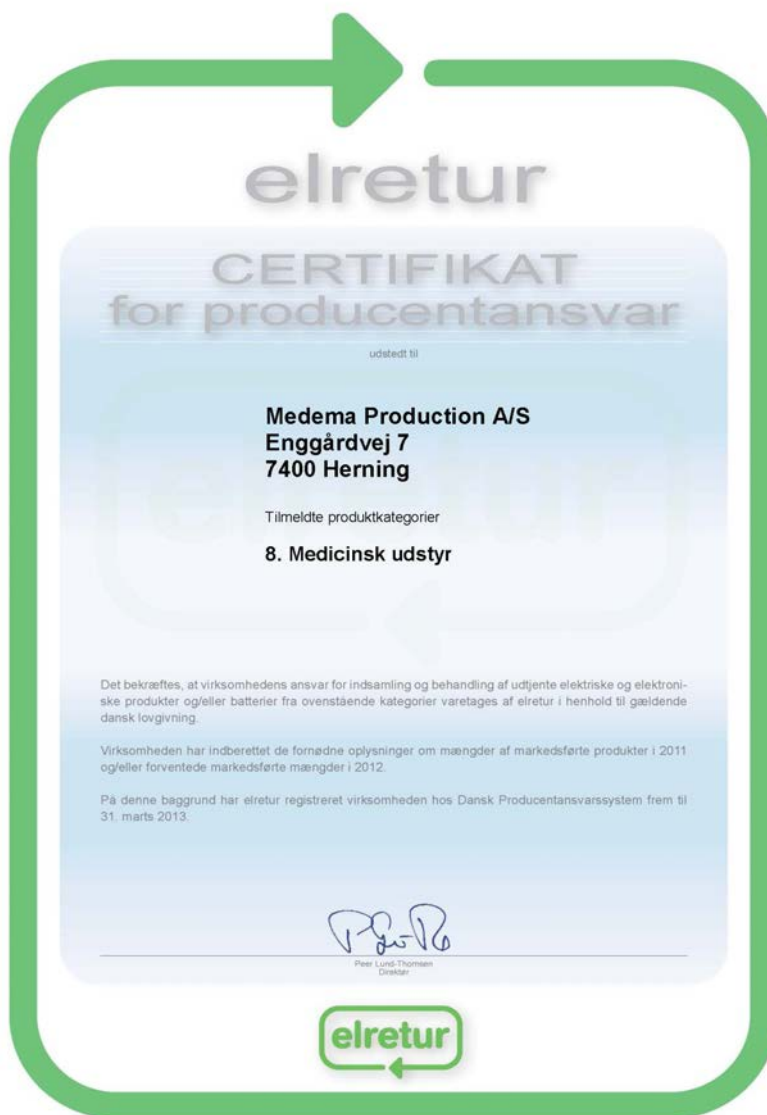 elretur
CERTIFIKAT
for producentansvar
udstedt til
Medema Production A/S
Enggårdvej 7
7400 Herning
Tilmeldte produktkategorier
8. Medicinsk udstyr
Det bekræftes, at virksomhedens ansvar for indsamling og behandling af udtjente elektriske og elektroni-
ske produkter og/eller batterier fra ovenstående kategorier varetages af elretur i henhold til gældende
dansk lovgivning.
Virksomheden har indberettet de fornødne oplysninger om mængder af markedsførte produkter i 2011
og/eller forventede markedsførte mængder i 2012.
På denne baggrund har elretur registreret virksomheden hos Dansk Producentansvarssystem frem til
31. marts 2013.
Peer Lund-Thomsen
Direktør
elretur